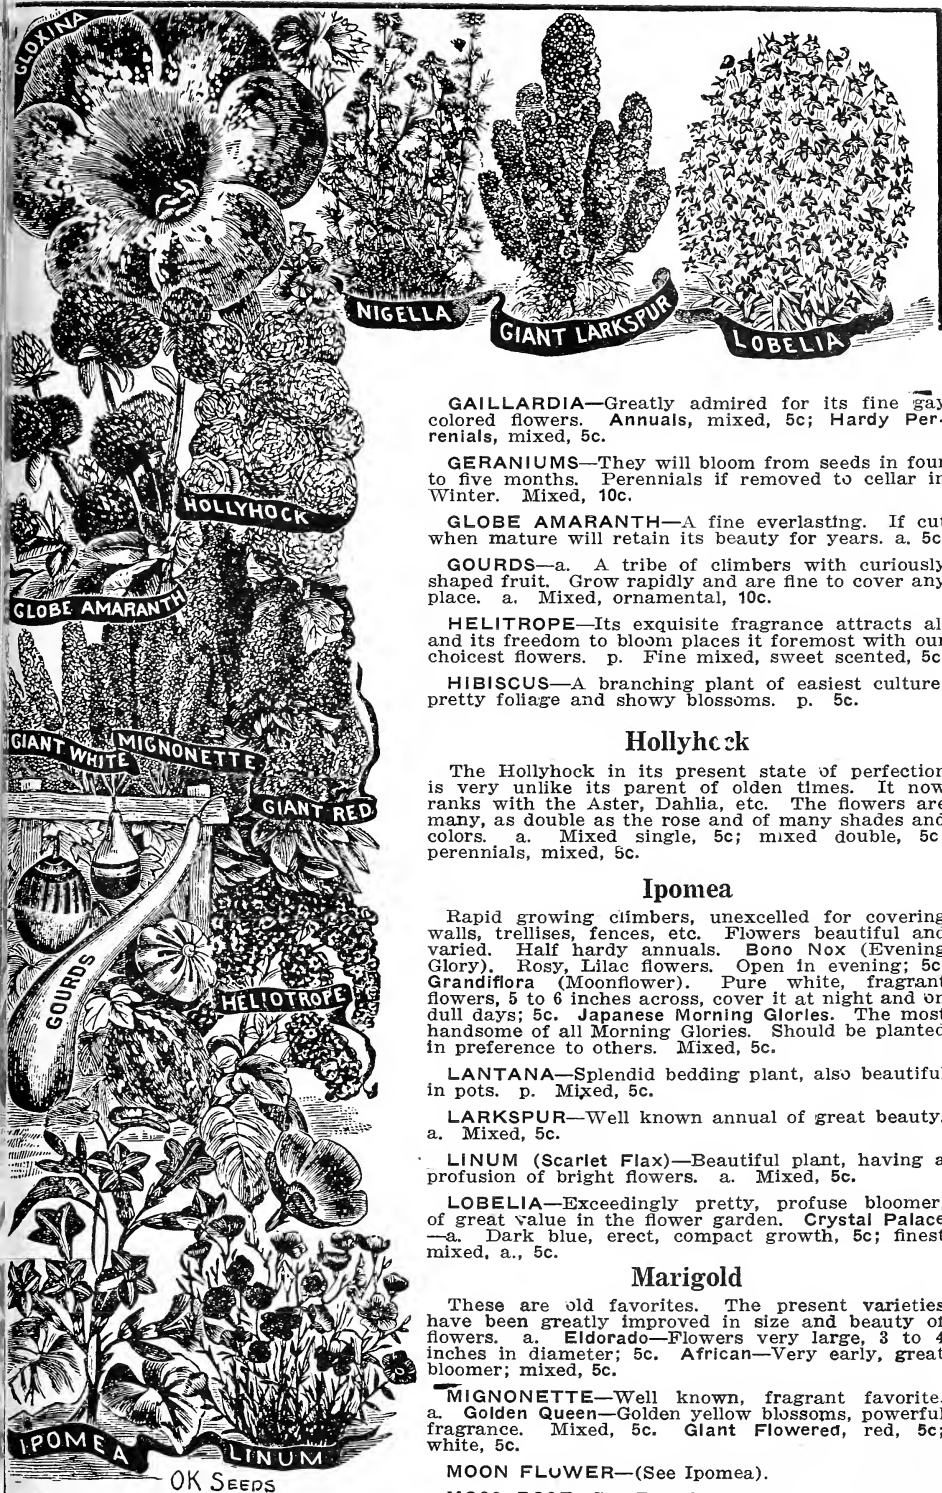 GLOXINA
NIGELLA
GIANT LARKSPUR
LOBELIA
HOLLYHOCK
GLOBE AMARANTH
GIANT WHITE
MIGNONETTE
GIANT RED
GOURDS
HELIOTROPE
IPOMEA
LINUM
OK SEEDS
GAILLARDIA—Greatly admired for its fine gay
colored flowers. Annuals, mixed, 5c; Hardy Per-
renials, mixed, 5c.
GERANIUMS—They will bloom from seeds in four
to five months. Perennials if removed to cellar in
Winter. Mixed, 10c.
GLOBE AMARANTH—A fine everlasting. If cut
when mature will retain its beauty for years. a. 5c
GOURDS—a. A tribe of climbers with curiously
shaped fruit. Grow rapidly and are fine to cover any
place. a. Mixed, ornamental, 10c.
HELITROPE—Its exquisite fragrance attracts al
and its freedom to bloom places it foremost with our
choicest flowers. p. Fine mixed, sweet scented, 5c
HIBISCUS—A branching plant of easiest culture
pretty foliage and showy blossoms. p. 5c.
Hollyhock
The Hollyhock in its present state of perfection
is very unlike its parent of olden times. It now
ranks with the Aster, Dahlia, etc. The flowers are
many, as double as the rose and of many shades and
colors. a. Mixed single, 5c; mixed double, 5c
perennials, mixed, 5c.
Ipomea
Rapid growing climbers, unexcelled for covering
walls, trellises, fences, etc. Flowers beautiful and
varied. Half hardy annuals. Bono Nox (Evening
Glory). Rosy, Lilac flowers. Open in evening; 5c
Grandiflora (Moonflower). Pure white, fragrant
flowers, 5 to 6 inches across, cover it at night and on
dull days; 5c. Japanese Morning Glories. The most
handsome of all Morning Glories. Should be planted
in preference to others. Mixed, 5c.
LANTANA—Splendid bedding plant, also beautiful
in pots. p. Mixed, 5c.
LARKSPUR—Well known annual of great beauty.
a. Mixed, 5c.
LINUM (Scarlet Flax)—Beautiful plant, having a
profusion of bright flowers. a. Mixed, 5c.
LOBELIA—Exceedingly pretty, profuse bloomer
of great value in the flower garden. Crystal Palace
—a. Dark blue, erect, compact growth, 5c; finest
mixed, a., 5c.
Marigold
These are old favorites. The present varieties
have been greatly improved in size and beauty of
flowers. a. Eldorado—Flowers very large, 3 to 4
inches in diameter; 5c. African—Very early, great
bloomer; mixed, 5c.
MIGNONETTE—Well known, fragrant favorite.
a. Golden Queen—Golden yellow blossoms, powerful
fragrance. Mixed, 5c. Giant Flowered, red, 5c;
white, 5c.
MOON FLOWER—(See Ipomea).